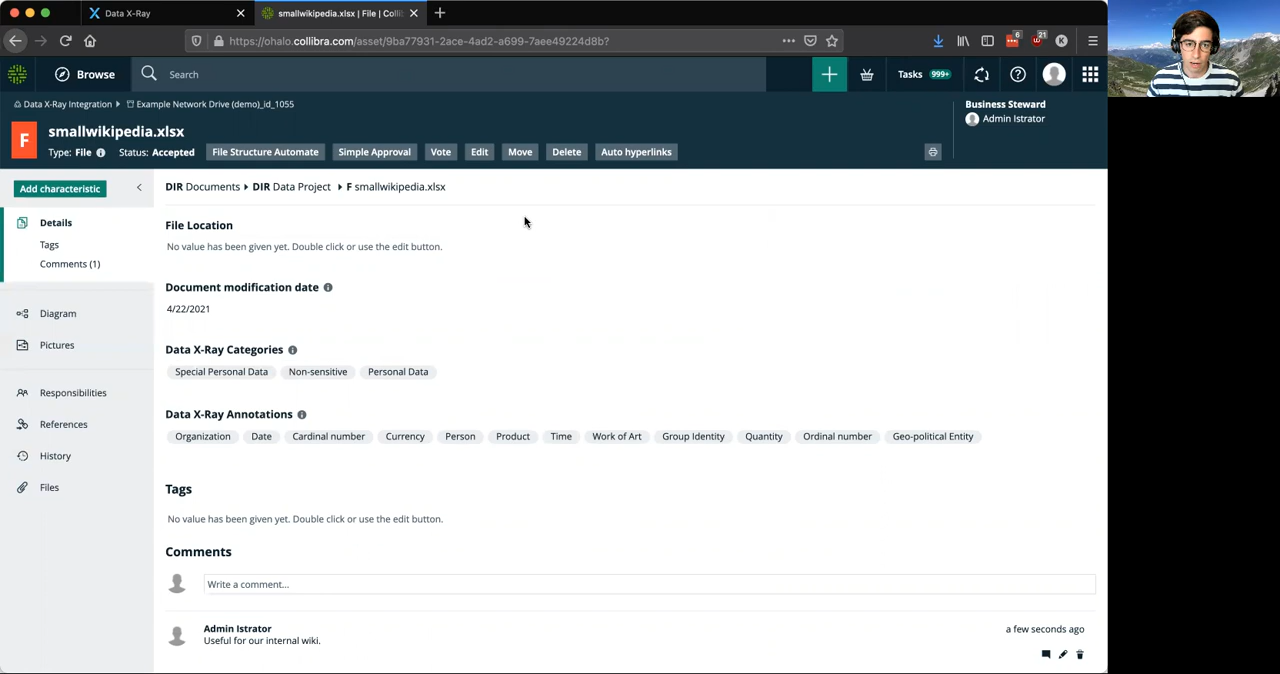 Data X-Ray
smallwikipedia.xlsx | File | Colli
https://ohalo.collibra.com/asset/9ba77931-2ace-4ad2-a699-7aee49224d8b?
6
21
K
Browse
Search
Tasks 999+
Data X-Ray Integration
Example Network Drive (demo)_id_1055
Business Steward
Admin Istrator
F
smallwikipedia.xlsx
Type: File
Status: Accepted
File Structure Automate
Simple Approval
Vote
Edit
Move
Delete
Auto hyperlinks
Add characteristic
Details
Tags
Comments (1)
Diagram
Pictures
Responsibilities
References
History
Files
DIR Documents
DIR Data Project
F smallwikipedia.xlsx
File Location
No value has been given yet. Double click or use the edit button.
Document modification date
4/22/2021
Data X-Ray Categories
Special Personal Data
Non-sensitive
Personal Data
Data X-Ray Annotations
Organization
Date
Cardinal number
Currency
Person
Product
Time
Work of Art
Group Identity
Quantity
Ordinal number
Geo-political Entity
Tags
No value has been given yet. Double click or use the edit button.
Comments
Write a comment...
Admin Istrator
a few seconds ago
Useful for our internal wiki.